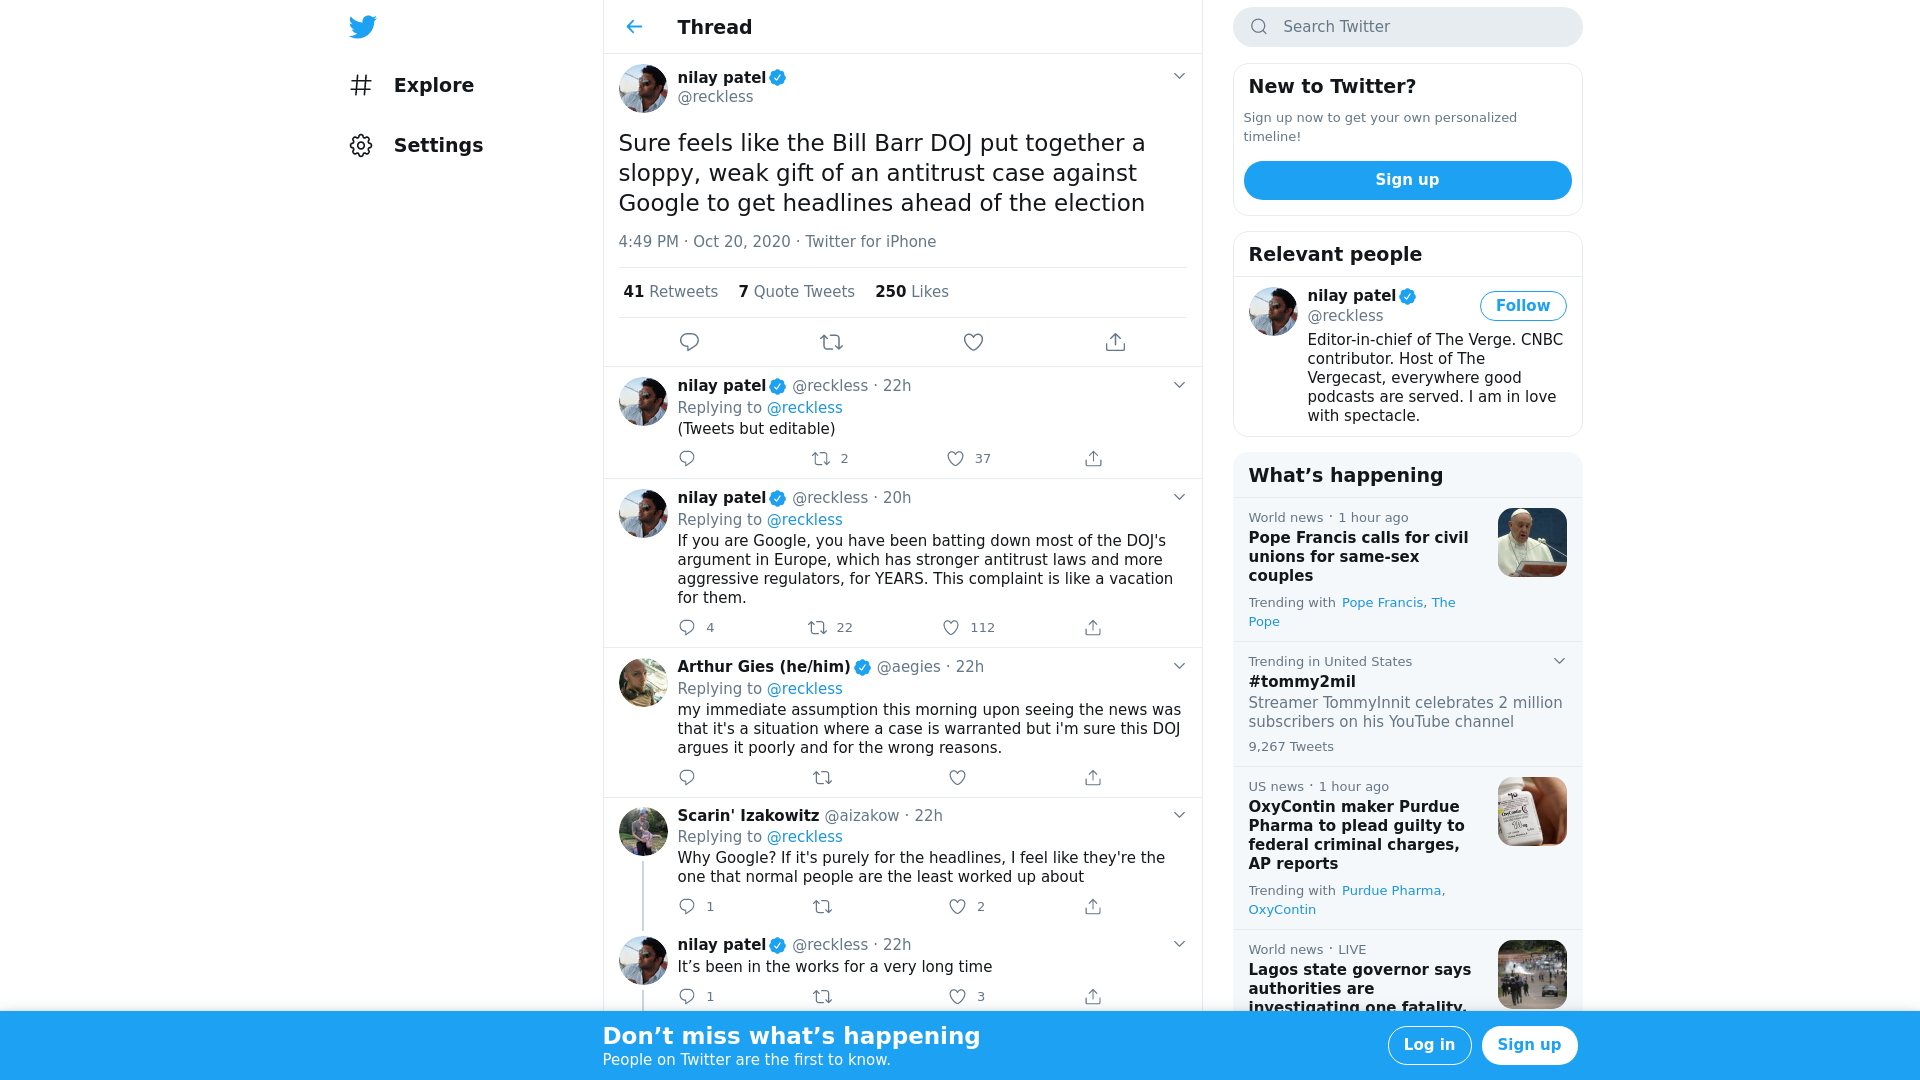 Explore
Settings
Thread
nilay patel
@reckless
Sure feels like the Bill Barr DOJ put together a
sloppy, weak gift of an antitrust case against
Google to get headlines ahead of the election
4:49 PM · Oct 20, 2020 · Twitter for iPhone
41 Retweets 7 Quote Tweets 250 Likes
nilay patel @reckless · 22h
Replying to @reckless
(Tweets but editable)
2 37
nilay patel @reckless · 20h
Replying to @reckless
If you are Google, you have been batting down most of the DOJ's
argument in Europe, which has stronger antitrust laws and more
aggressive regulators, for YEARS. This complaint is like a vacation
for them.
4 22 112
Arthur Gies (he/him) @aegies · 22h
Replying to @reckless
my immediate assumption this morning upon seeing the news was
that it's a situation where a case is warranted but i'm sure this DOJ
argues it poorly and for the wrong reasons.
Scarin' Izakowitz @aizakow · 22h
Replying to @reckless
Why Google? If it's purely for the headlines, I feel like they're the
one that normal people are the least worked up about
1 2
nilay patel @reckless · 22h
It’s been in the works for a very long time
1 3
Search Twitter
New to Twitter?
Sign up now to get your own personalized
timeline!
Sign up
Relevant people
nilay patel
@reckless
Follow
Editor-in-chief of The Verge. CNBC
contributor. Host of The
Vergecast, everywhere good
podcasts are served. I am in love
with spectacle.
What’s happening
World news · 1 hour ago
Pope Francis calls for civil
unions for same-sex
couples
Trending with Pope Francis, The
Pope
Trending in United States
#tommy2mil
Streamer TommyInnit celebrates 2 million
subscribers on his YouTube channel
9,267 Tweets
US news · 1 hour ago
OxyContin maker Purdue
Pharma to plead guilty to
federal criminal charges,
AP reports
Trending with Purdue Pharma,
OxyContin
World news · LIVE
Lagos state governor says
authorities are
investigating one fatality,
Don’t miss what’s happening
People on Twitter are the first to know.
Log in
Sign up